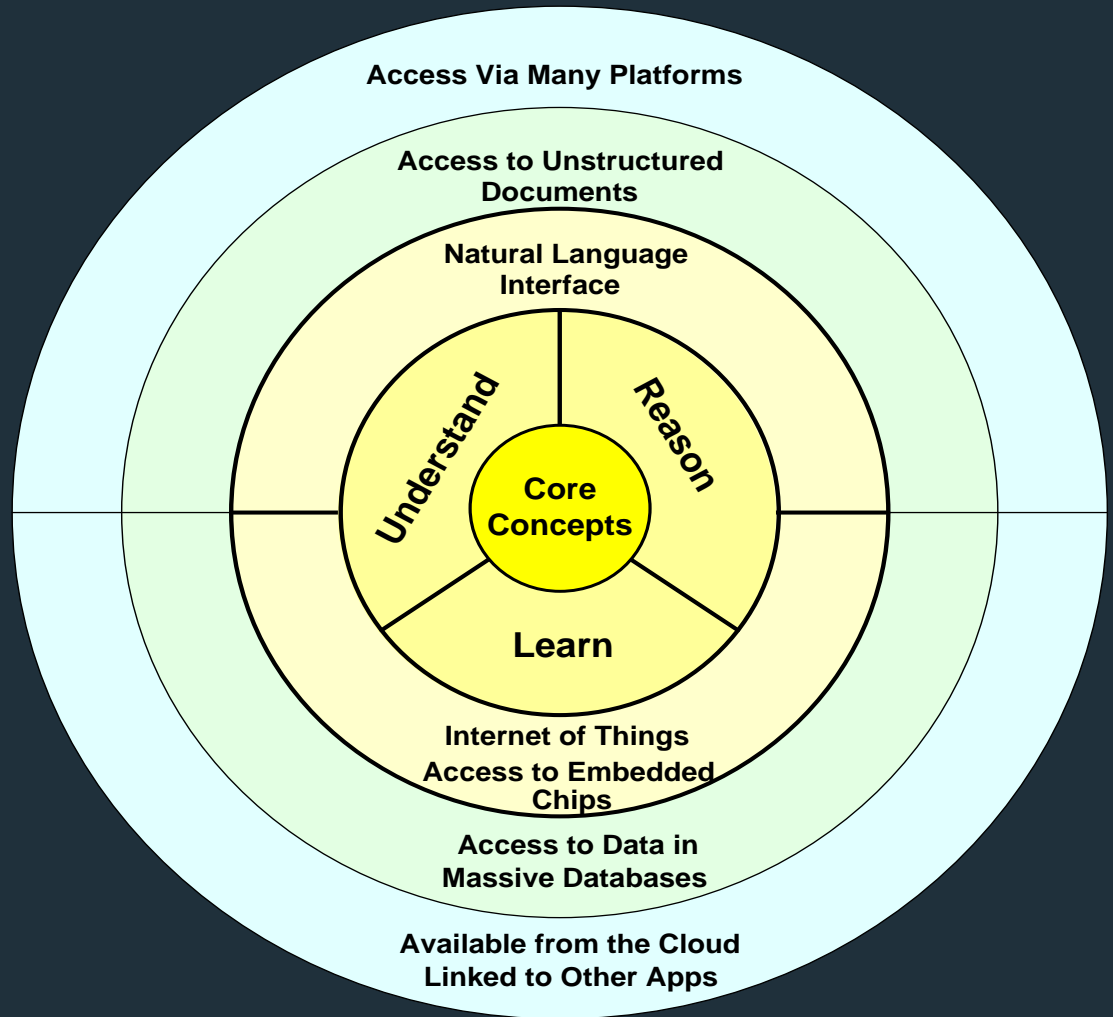 Access Via Many Platforms
Access to Unstructured
Documents
Natural Language
Interface
Understand
Reason
Core
Concepts
Learn
Internet of Things
Access to Embedded
Chips
Access to Data in
Massive Databases
Available from the Cloud
Linked to Other Apps